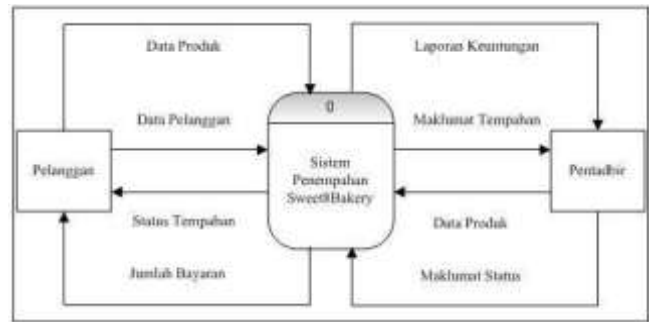 Data Produk
Laporan Keuntungan
0
Data Pelanggan
Maklumat Tempahan
Pelanggan
Sistem
Penempahan
Sweet8Bakery
Pentadbir
Status Tempahan
Data Produk
Jumlah Bayaran
Maklumat Status